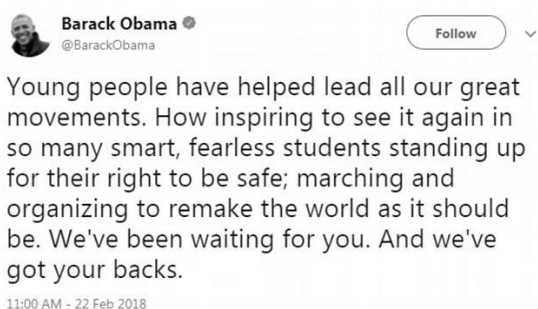 Barack Obama
Follow
@BarackObama
Young people have helped lead all our great
movements. How inspiring to see it again in
so many smart, fearless students standing up
for their right to be safe; marching and
organizing to remake the world as it should
be. We've been waiting for you. And we've
got your backs.
11:00 AM - 22 Feb 2018